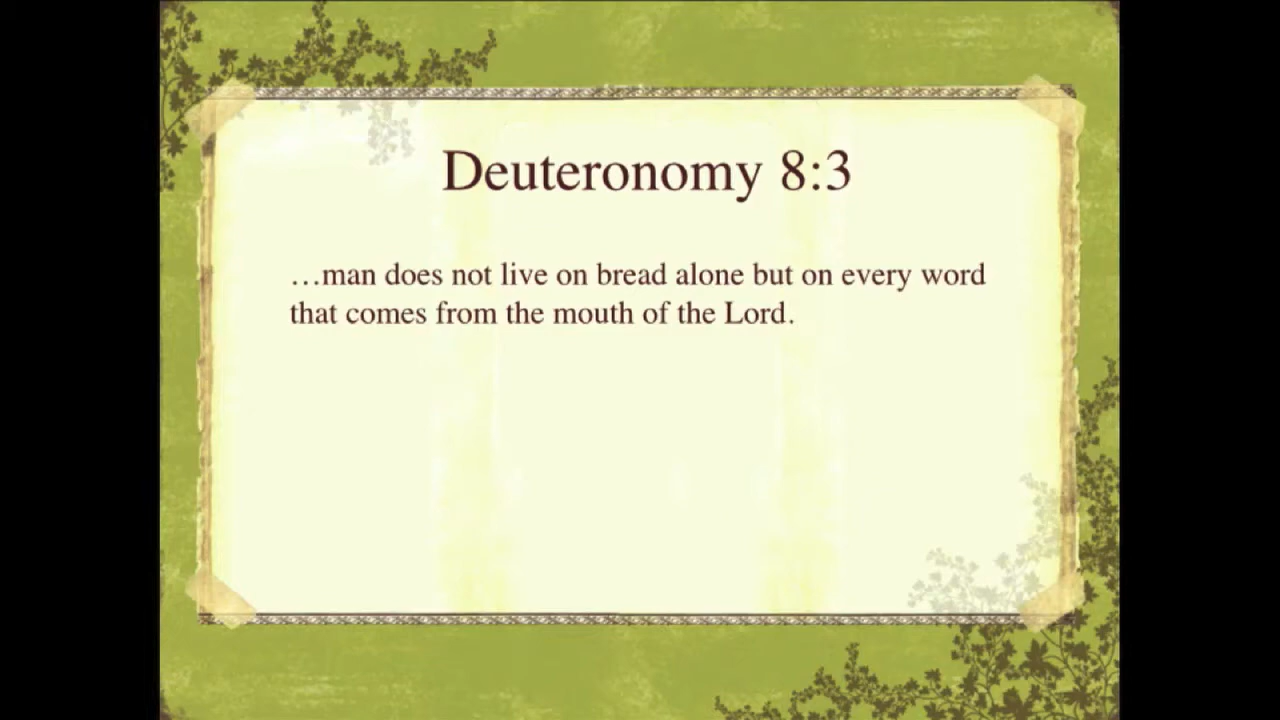 Deuteronomy 8:3
…man does not live on bread alone but on every word
that comes from the mouth of the Lord.